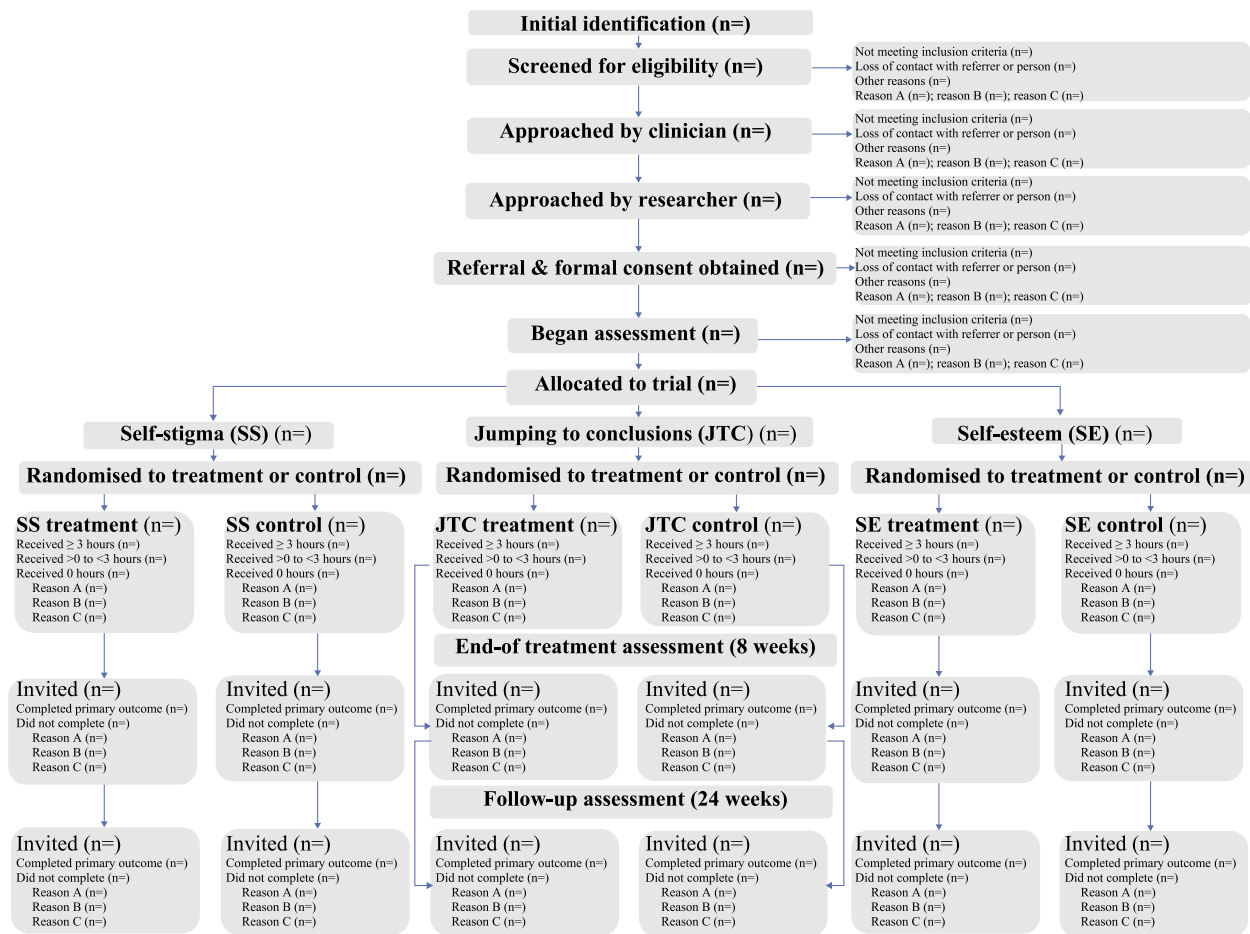 Initial identification (n=)
Screened for eligibility (n=)
Not meeting inclusion criteria (n=)
Loss of contact with referrer or person (n=)
Other reasons (n=)
Reason A (n=); reason B (n=); reason C (n=)
Approached by clinician (n=)
Not meeting inclusion criteria (n=)
Loss of contact with referrer or person (n=)
Other reasons (n=)
Reason A (n=); reason B (n=); reason C (n=)
Approached by researcher (n=)
Not meeting inclusion criteria (n=)
Loss of contact with referrer or person (n=)
Other reasons (n=)
Reason A (n=); reason B (n=); reason C (n=)
Referral & formal consent obtained (n=)
Not meeting inclusion criteria (n=)
Loss of contact with referrer or person (n=)
Other reasons (n=)
Reason A (n=); reason B (n=); reason C (n=)
Began assessment (n=)
Not meeting inclusion criteria (n=)
Loss of contact with referrer or person (n=)
Other reasons (n=)
Reason A (n=); reason B (n=); reason C (n=)
Allocated to trial (n=)
Self-stigma (SS) (n=)
Jumping to conclusions (JTC) (n=)
Self-esteem (SE) (n=)
Randomised to treatment or control (n=)
Randomised to treatment or control (n=)
Randomised to treatment or control (n=)
SS treatment (n=)
Received ≥ 3 hours (n=)
Received >0 to <3 hours (n=)
Received 0 hours (n=)
Reason A (n=)
Reason B (n=)
Reason C (n=)
SS control (n=)
Received ≥ 3 hours (n=)
Received >0 to <3 hours (n=)
Received 0 hours (n=)
Reason A (n=)
Reason B (n=)
Reason C (n=)
JTC treatment (n=)
Received ≥ 3 hours (n=)
Received >0 to <3 hours (n=)
Received 0 hours (n=)
Reason A (n=)
Reason B (n=)
Reason C (n=)
JTC control (n=)
Received ≥ 3 hours (n=)
Received >0 to <3 hours (n=)
Received 0 hours (n=)
Reason A (n=)
Reason B (n=)
Reason C (n=)
SE treatment (n=)
Received ≥ 3 hours (n=)
Received >0 to <3 hours (n=)
Received 0 hours (n=)
Reason A (n=)
Reason B (n=)
Reason C (n=)
SE control (n=)
Received ≥ 3 hours (n=)
Received >0 to <3 hours (n=)
Received 0 hours (n=)
Reason A (n=)
Reason B (n=)
Reason C (n=)
End-of treatment assessment (8 weeks)
Invited (n=)
Completed primary outcome (n=)
Did not complete (n=)
Reason A (n=)
Reason B (n=)
Reason C (n=)
Invited (n=)
Completed primary outcome (n=)
Did not complete (n=)
Reason A (n=)
Reason B (n=)
Reason C (n=)
Invited (n=)
Completed primary outcome (n=)
Did not complete (n=)
Reason A (n=)
Reason B (n=)
Reason C (n=)
Invited (n=)
Completed primary outcome (n=)
Did not complete (n=)
Reason A (n=)
Reason B (n=)
Reason C (n=)
Invited (n=)
Completed primary outcome (n=)
Did not complete (n=)
Reason A (n=)
Reason B (n=)
Reason C (n=)
Invited (n=)
Completed primary outcome (n=)
Did not complete (n=)
Reason A (n=)
Reason B (n=)
Reason C (n=)
Follow-up assessment (24 weeks)
Invited (n=)
Completed primary outcome (n=)
Did not complete (n=)
Reason A (n=)
Reason B (n=)
Reason C (n=)
Invited (n=)
Completed primary outcome (n=)
Did not complete (n=)
Reason A (n=)
Reason B (n=)
Reason C (n=)
Invited (n=)
Completed primary outcome (n=)
Did not complete (n=)
Reason A (n=)
Reason B (n=)
Reason C (n=)
Invited (n=)
Completed primary outcome (n=)
Did not complete (n=)
Reason A (n=)
Reason B (n=)
Reason C (n=)
Invited (n=)
Completed primary outcome (n=)
Did not complete (n=)
Reason A (n=)
Reason B (n=)
Reason C (n=)
Invited (n=)
Completed primary outcome (n=)
Did not complete (n=)
Reason A (n=)
Reason B (n=)
Reason C (n=)